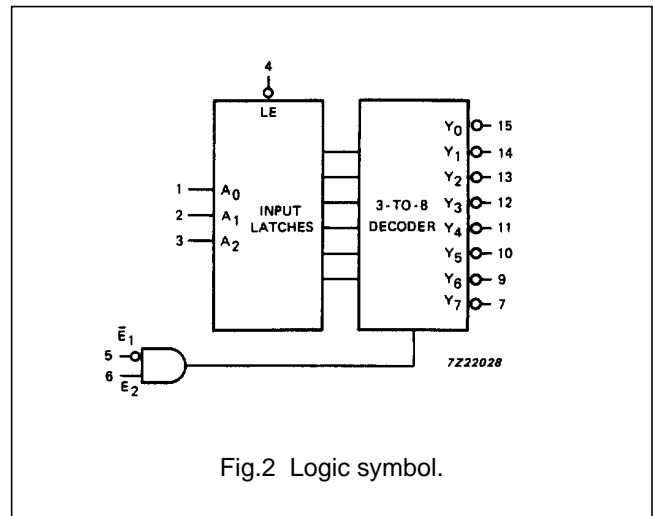 4
LE
1 A0
2 A1
3 A2
INPUT
LATCHES
3-TO-8
DECODER
Y0 15
Y1 14
Y2 13
Y3 12
Y4 11
Y5 10
Y6 9
Y7 7
Ē1
5
6
E2
7Z22028
Fig.2 Logic symbol.